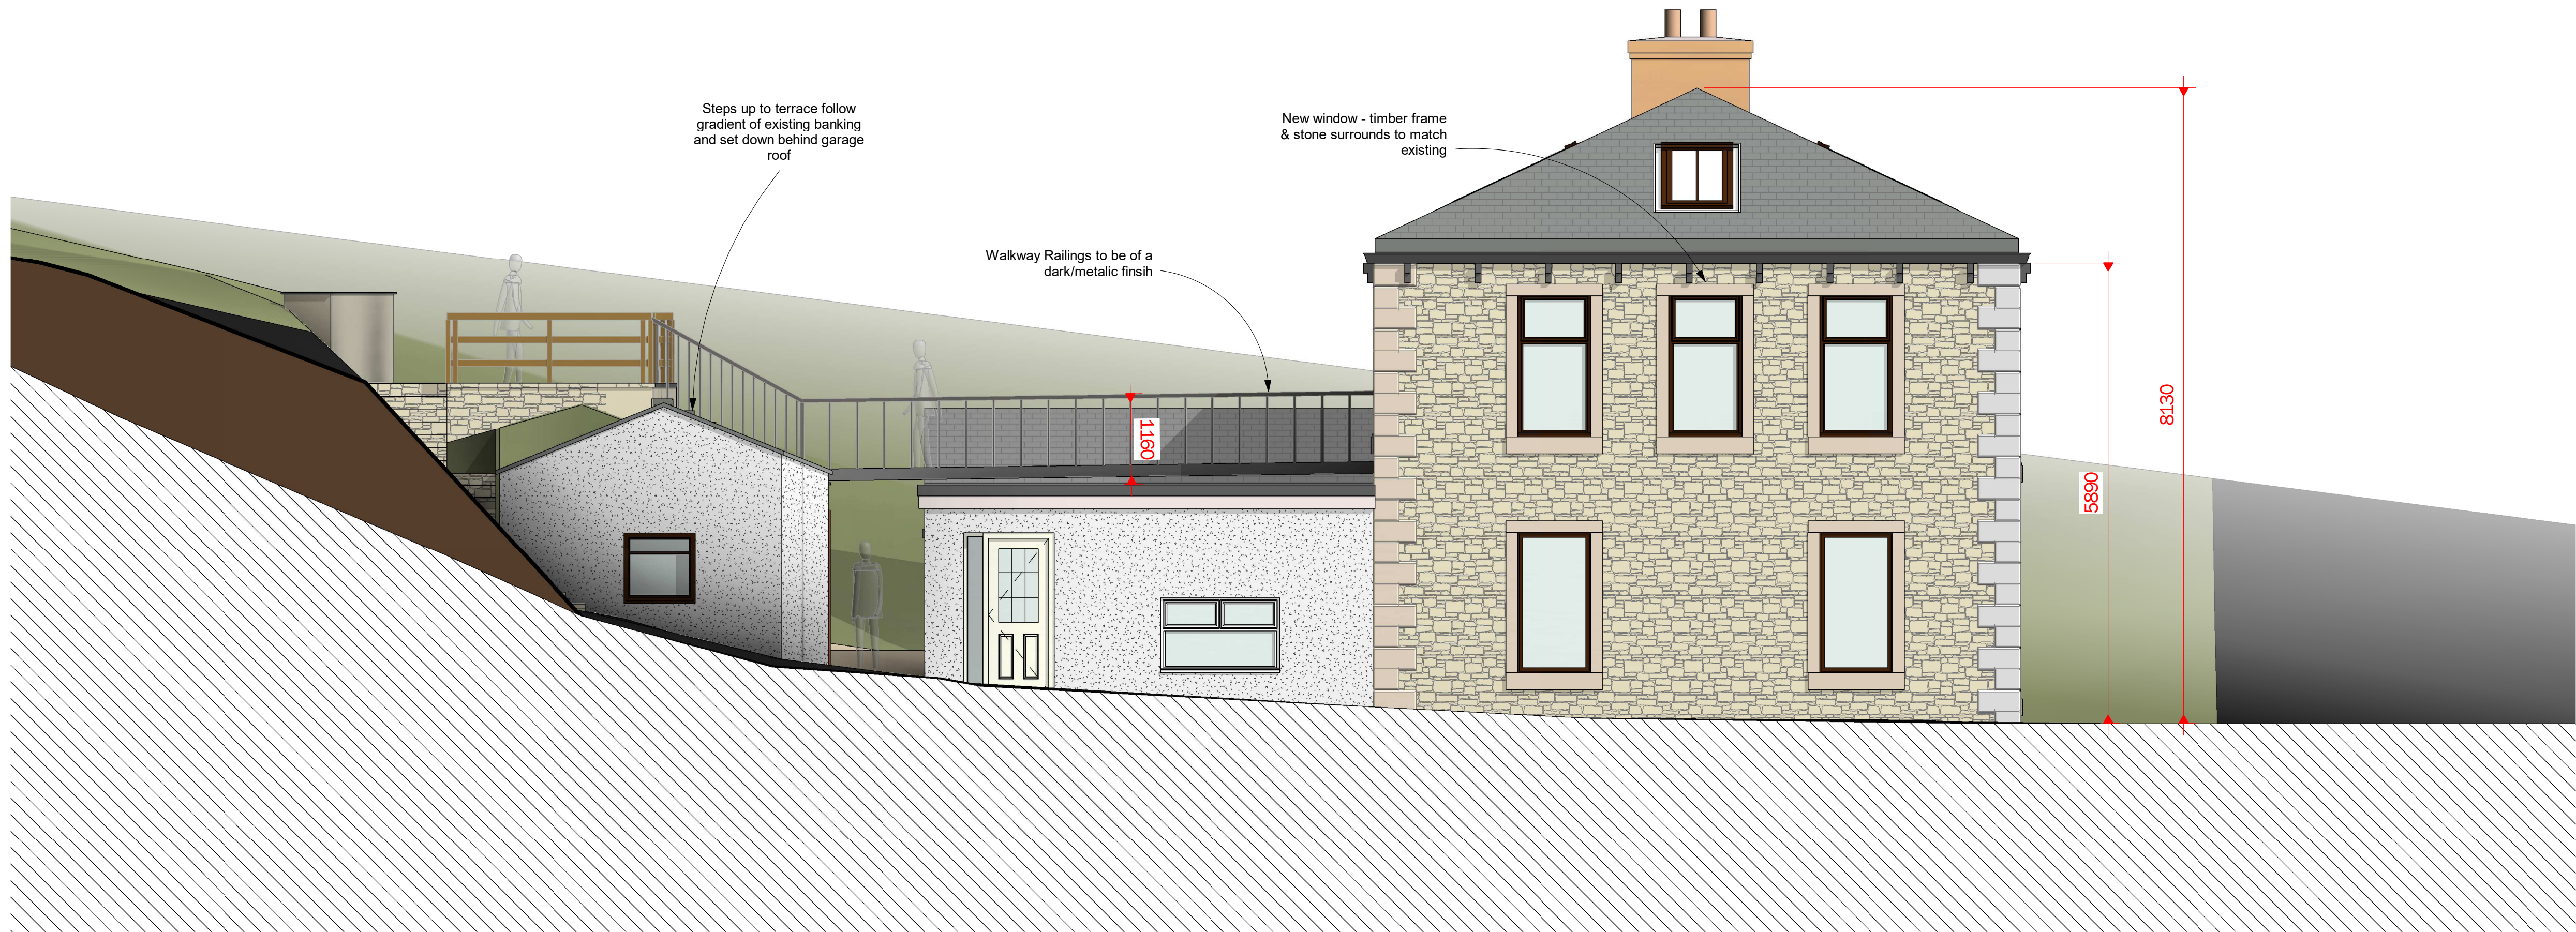 Steps up to terrace follow
gradient of existing banking
and set down behind garage
roof
New window - timber frame
& stone surrounds to match
existing
Walkway Railings to be of a
dark/metalic finsih
1160
8130
5890